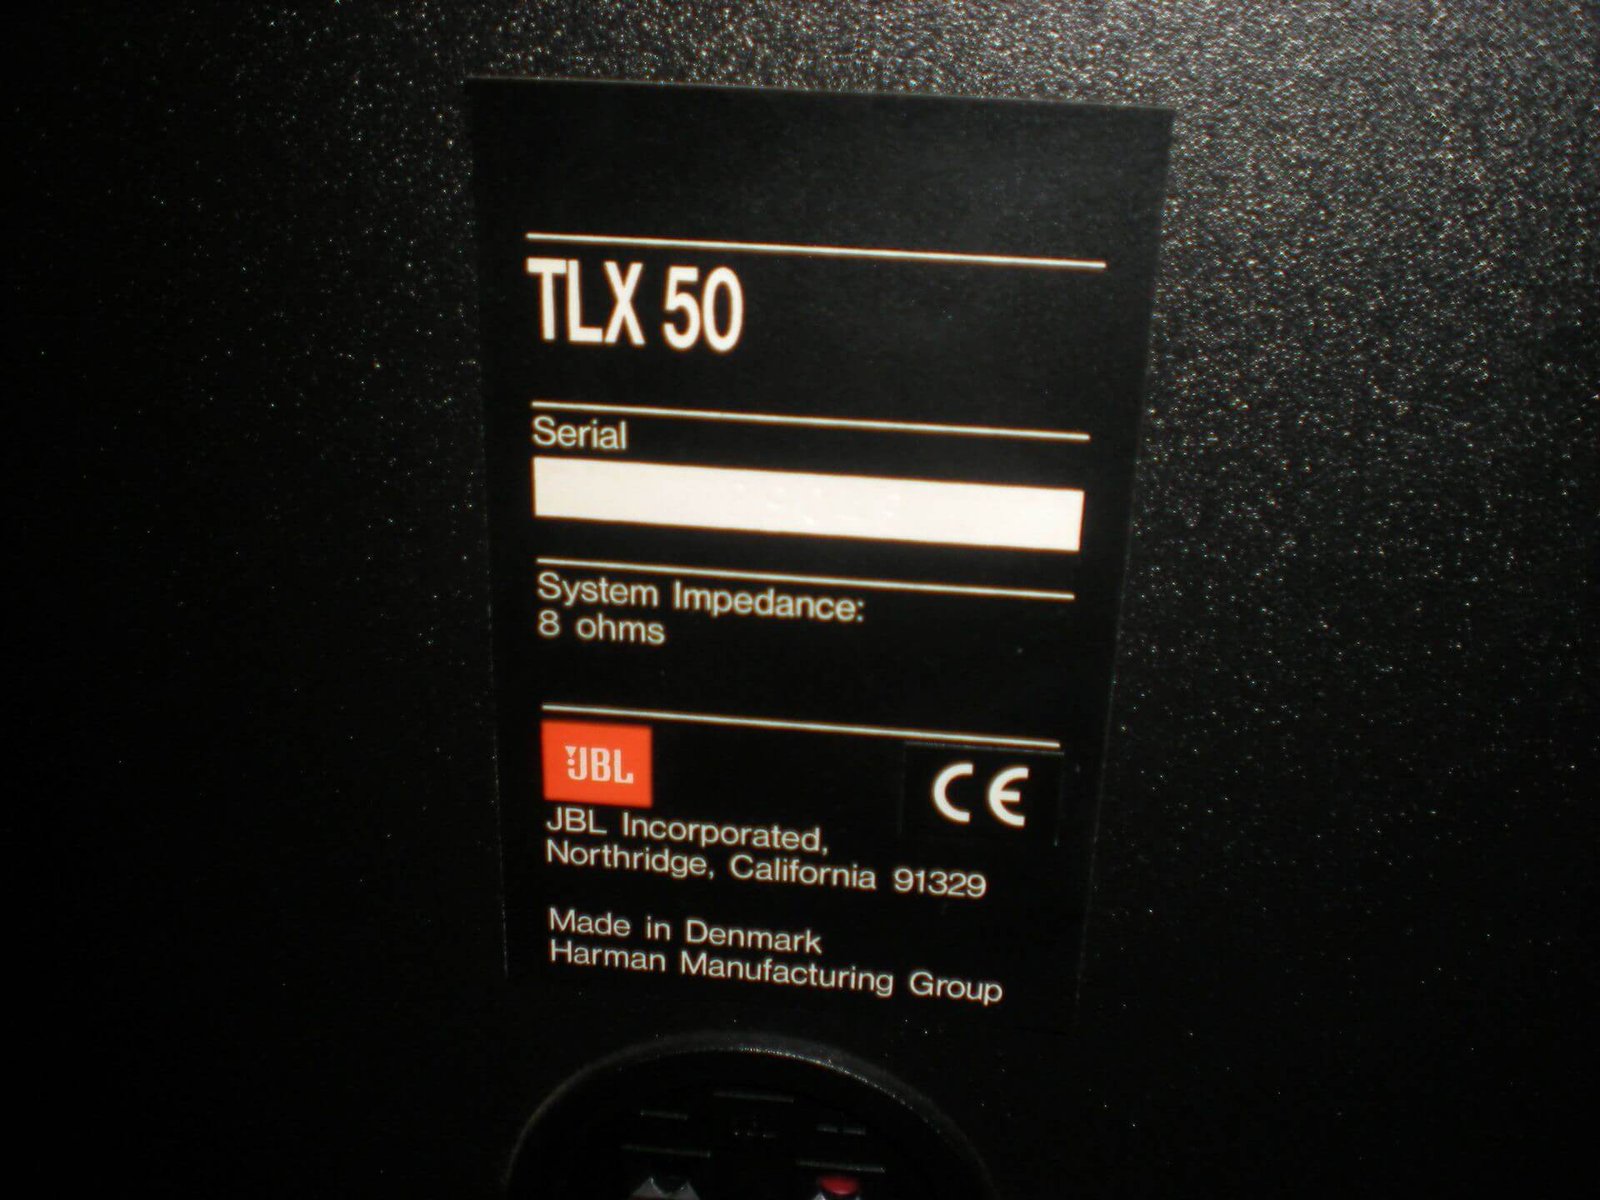 TLX 50
Serial
System Impedance:
8 ohms
JBL
CE
JBL Incorporated,
Northridge, California 91329
Made in Denmark
Harman Manufacturing Group